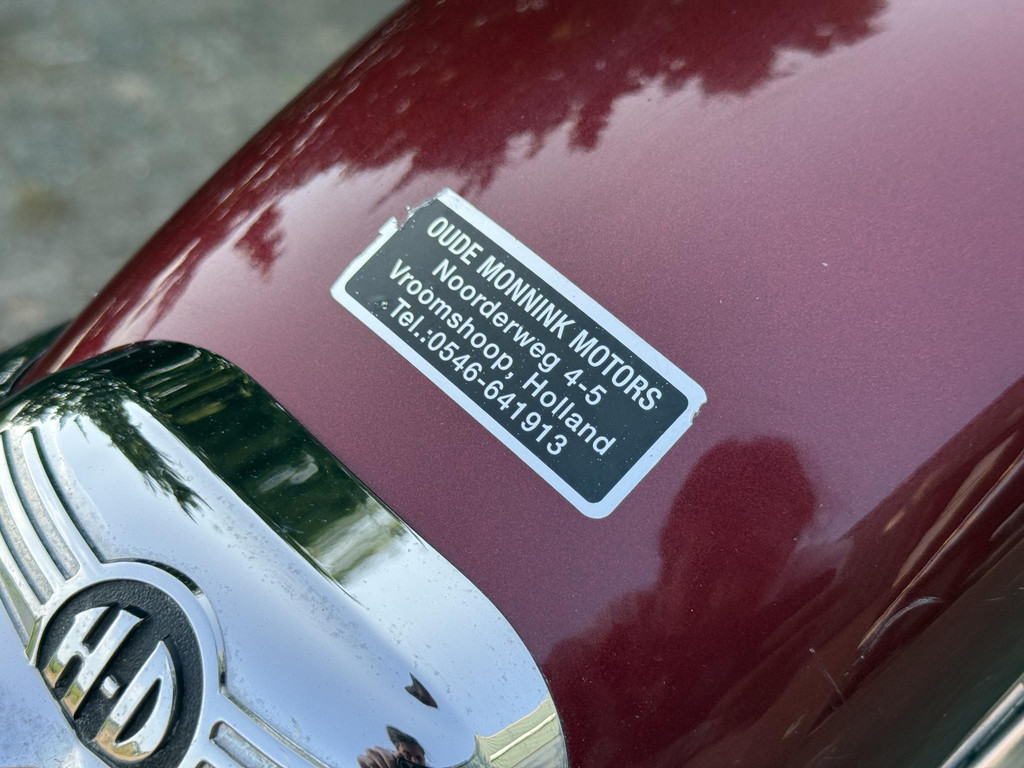 OUDE MONNINK MOTORS
Noorderweg 4-5
Vroomshoop, Holland
Tel.:0546-641913
H-D